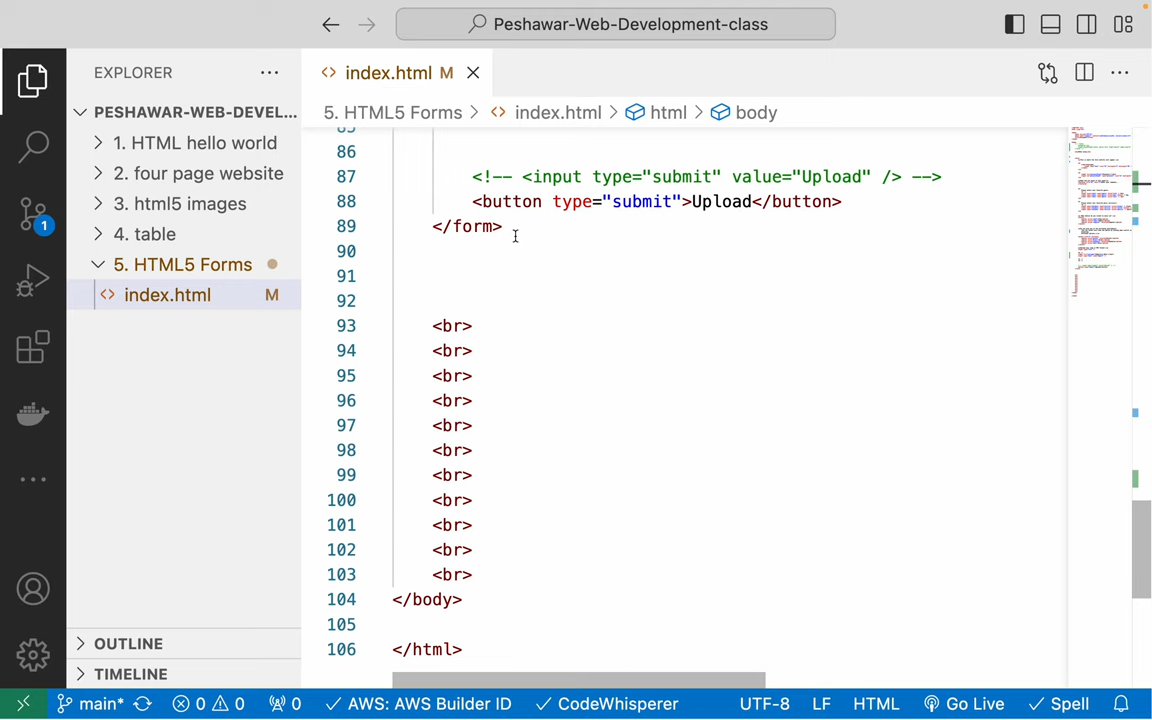 Peshawar-Web-Development-class
EXPLORER
index.html M
PESHAWAR-WEB-DEVEL...
5. HTML5 Forms > index.html > html > body
1. HTML hello world
2. four page website
3. html5 images
4. table
5. HTML5 Forms
index.html M
1
85
86
87 <!-- <input type="submit" value="Upload" /> -->
88 <button type="submit">Upload</button>
89 </form>
90
91
92
93 <br>
94 <br>
95 <br>
96 <br>
97 <br>
98 <br>
99 <br>
100 <br>
101 <br>
102 <br>
103 <br>
104 </body>
105
106 </html>
OUTLINE
TIMELINE
main* 0 0 0 AWS: AWS Builder ID CodeWhisperer UTF-8 LF HTML Go Live Spell